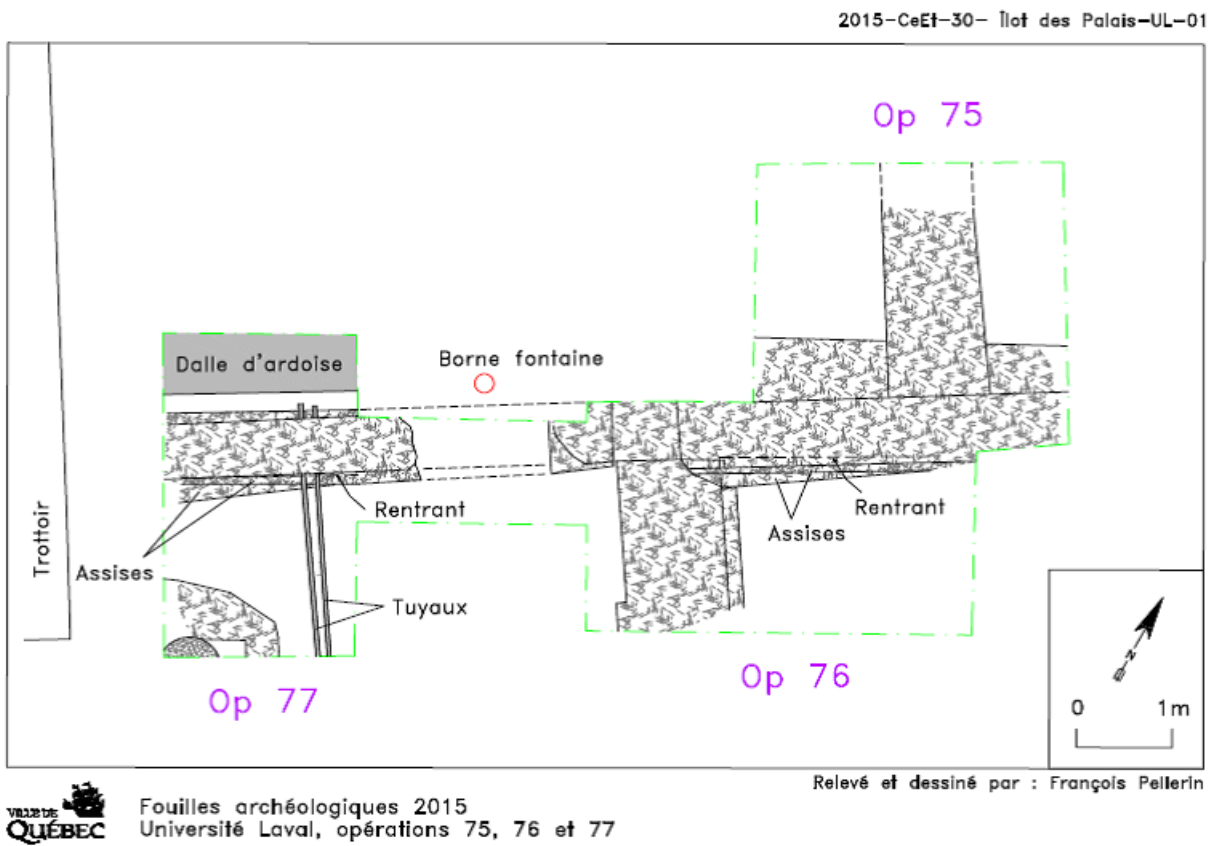 2015-CeEt-30- Îlot des Palais-UL-01
Op 75
Dalle d'ardoise
Borne fontaine
Rentrant
Rentrant
Assises
Trottoir
Assises
Tuyaux
Op 76
Op 77
N
0 1m
Relevé et dessiné par : François Pellerin
VILLE DE
QUÉBEC
Fouilles archéologiques 2015
Université Laval, opérations 75, 76 et 77